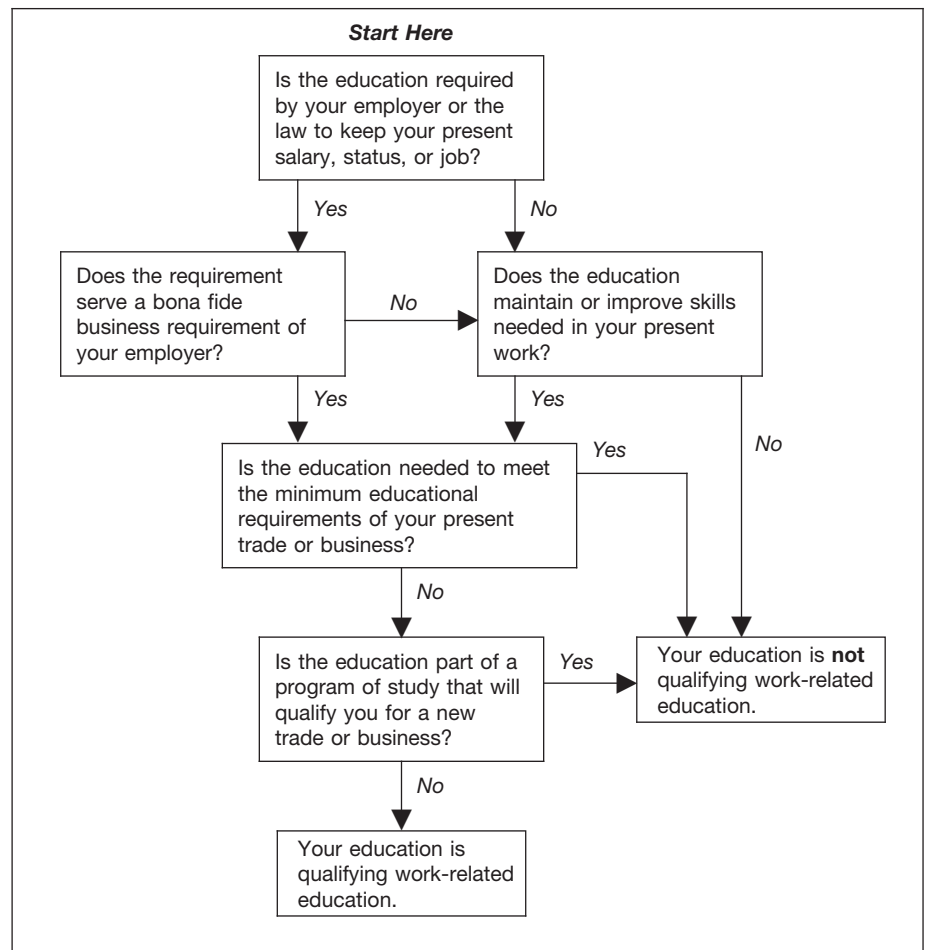 Start Here
Is the education required
by your employer or the
law to keep your present
salary, status, or job?
Yes
No
Does the requirement
serve a bona fide
business requirement of
your employer?
No
Does the education
maintain or improve skills
needed in your present
work?
Yes
Yes
No
Is the education needed to meet
the minimum educational
requirements of your present
trade or business?
Yes
No
Is the education part of a
program of study that will
qualify you for a new
trade or business?
Yes
Your education is not
qualifying work-related
education.
No
Your education is
qualifying work-related
education.